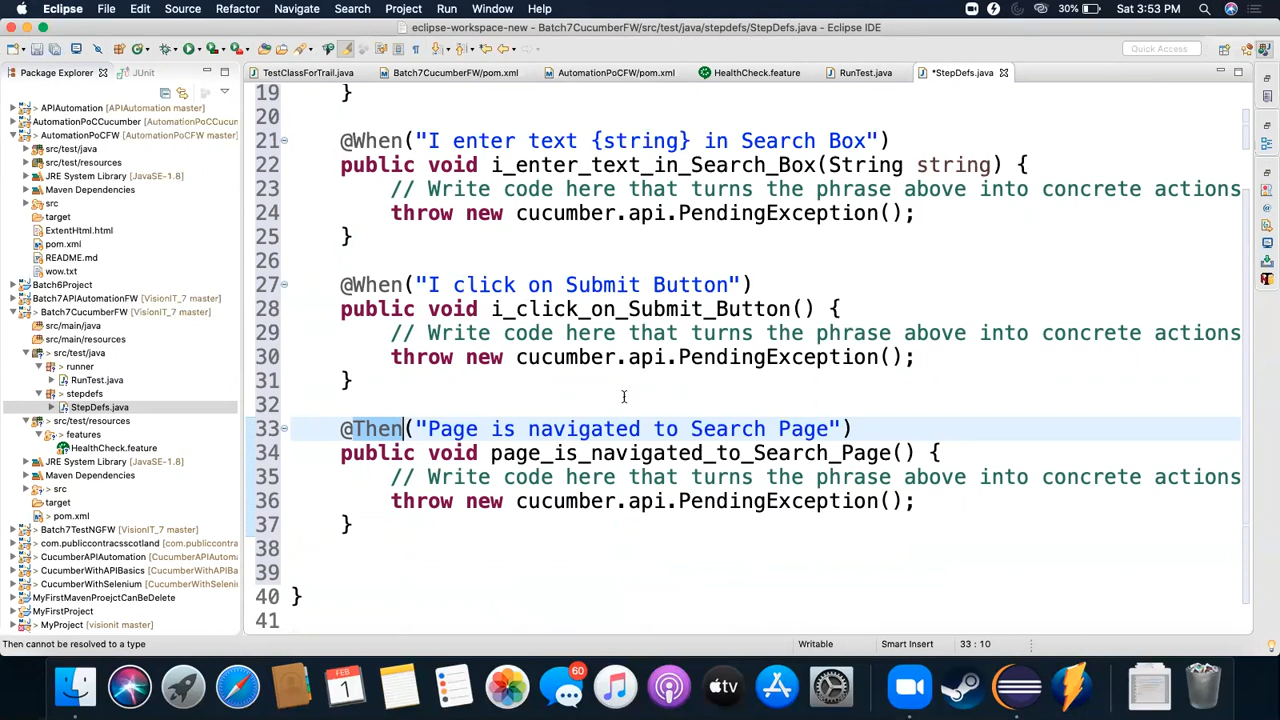 Eclipse File Edit Source Refactor Navigate Search Project Run Window Help 30% Sat 3:53 PM
eclipse-workspace-new - Batch7CucumberFW/src/test/java/stepdefs/StepDefs.java - Eclipse IDE
Quick Access
Package Explorer JUnit
TestClassForTrail.java Batch7CucumberFW/pom.xml AutomationPoCFW/pom.xml HealthCheck.feature RunTest.java *StepDefs.java
> APIAutomation (APIAutomation master)
AutomationPoCCucumber (Automation master)
> AutomationPoCFW (AutomationPoCFW master)
src/test/java
src/test/resources
JRE System Library [JavaSE-1.8]
Maven Dependencies
> src
target
ExtentHtml.html
pom.xml
README.md
wow.txt
Batch6Project
Batch7APIAutomationFW [VisionIT_7 master]
> Batch7CucumberFW [VisionIT_7 master]
src/main/java
src/main/resources
> src/test/java
> runner
> RunTest.java
> stepdefs
> StepDefs.java
> src/test/resources
> features
> HealthCheck.feature
JRE System Library [JavaSE-1.8]
Maven Dependencies
> src
target
> pom.xml
> Batch7TestNGFW [VisionIT_7 master]
> com.publiccontracsscotland
> CucumberAPIAutomation
> CucumberWithAPIBasics
> CucumberWithSelenium
MyFirstMavenProejctCanBeDelete
MyFirstProject
> MyProject
19 }
20
21 @When("I enter text {string} in Search Box")
22 public void i_enter_text_in_Search_Box(String string) {
23 // Write code here that turns the phrase above into concrete actions
24 throw new cucumber.api.PendingException();
25 }
26
27 @When("I click on Submit Button")
28 public void i_click_on_Submit_Button() {
29 // Write code here that turns the phrase above into concrete actions
30 throw new cucumber.api.PendingException();
31 }
32
33 @Then("Page is navigated to Search Page")
34 public void page_is_navigated_to_Search_Page() {
35 // Write code here that turns the phrase above into concrete actions
36 throw new cucumber.api.PendingException();
37 }
38
39
40 }
41
Then cannot be resolved to a type Writable Smart Insert 33 : 10
FEB
1
60
tv